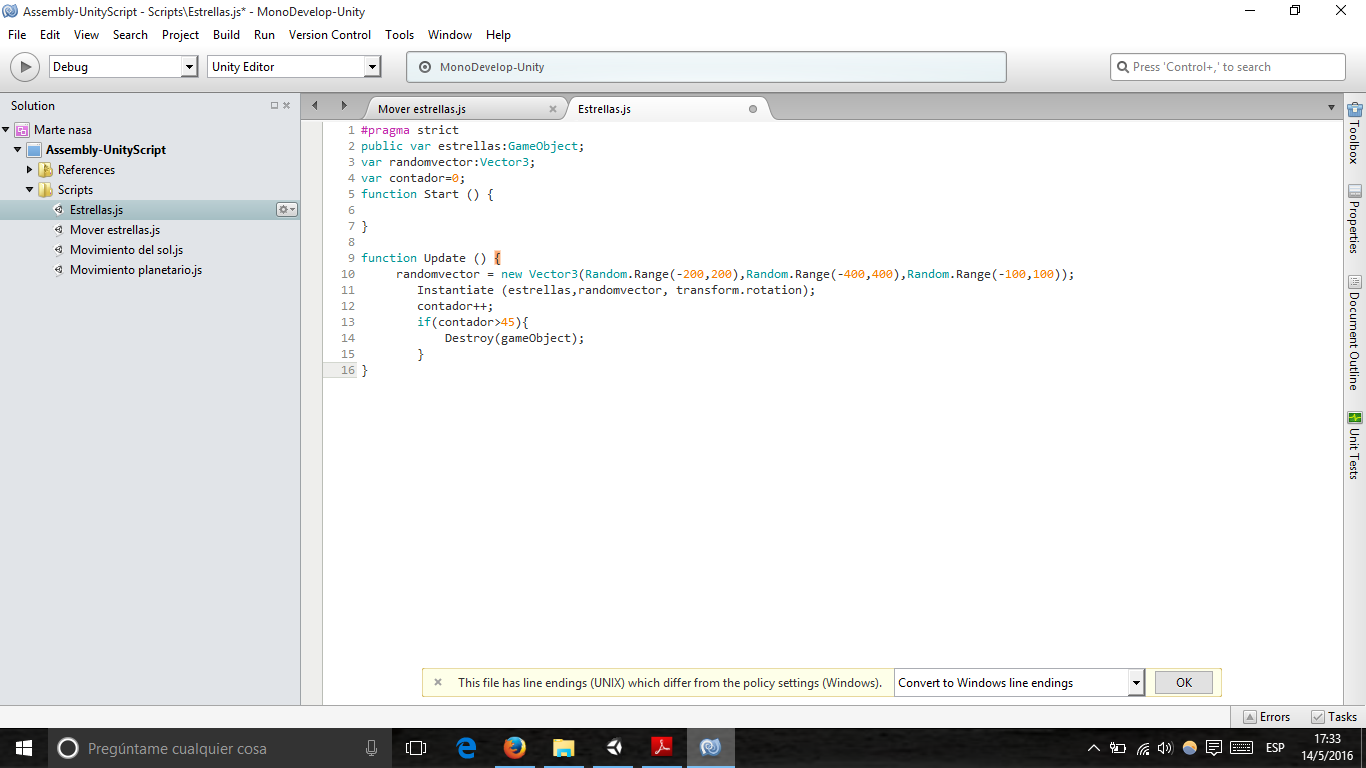 Assembly-UnityScript - Scripts\Estrellas.js* - MonoDevelop-Unity
File Edit View Search Project Build Run Version Control Tools Window Help
Debug Unity Editor MonoDevelop-Unity Press 'Control+,' to search
Solution
Marte nasa
Assembly-UnityScript
References
Scripts
Estrellas.js
Mover estrellas.js
Movimiento del sol.js
Movimiento planetario.js
Mover estrellas.js Estrellas.js
1 #pragma strict
2 public var estrellas:GameObject;
3 var randomvector:Vector3;
4 var contador=0;
5 function Start () {
6
7 }
8
9 function Update () {
10 randomvector = new Vector3(Random.Range(-200,200),Random.Range(-400,400),Random.Range(-100,100));
11 Instantiate (estrellas,randomvector, transform.rotation);
12 contador++;
13 if(contador>45){
14 Destroy(gameObject);
15 }
16 }
Toolbox
Properties
Document Outline
Unit Tests
This file has line endings (UNIX) which differ from the policy settings (Windows). Convert to Windows line endings OK
Errors Tasks
Pregúntame cualquier cosa
ESP
17:33
14/5/2016